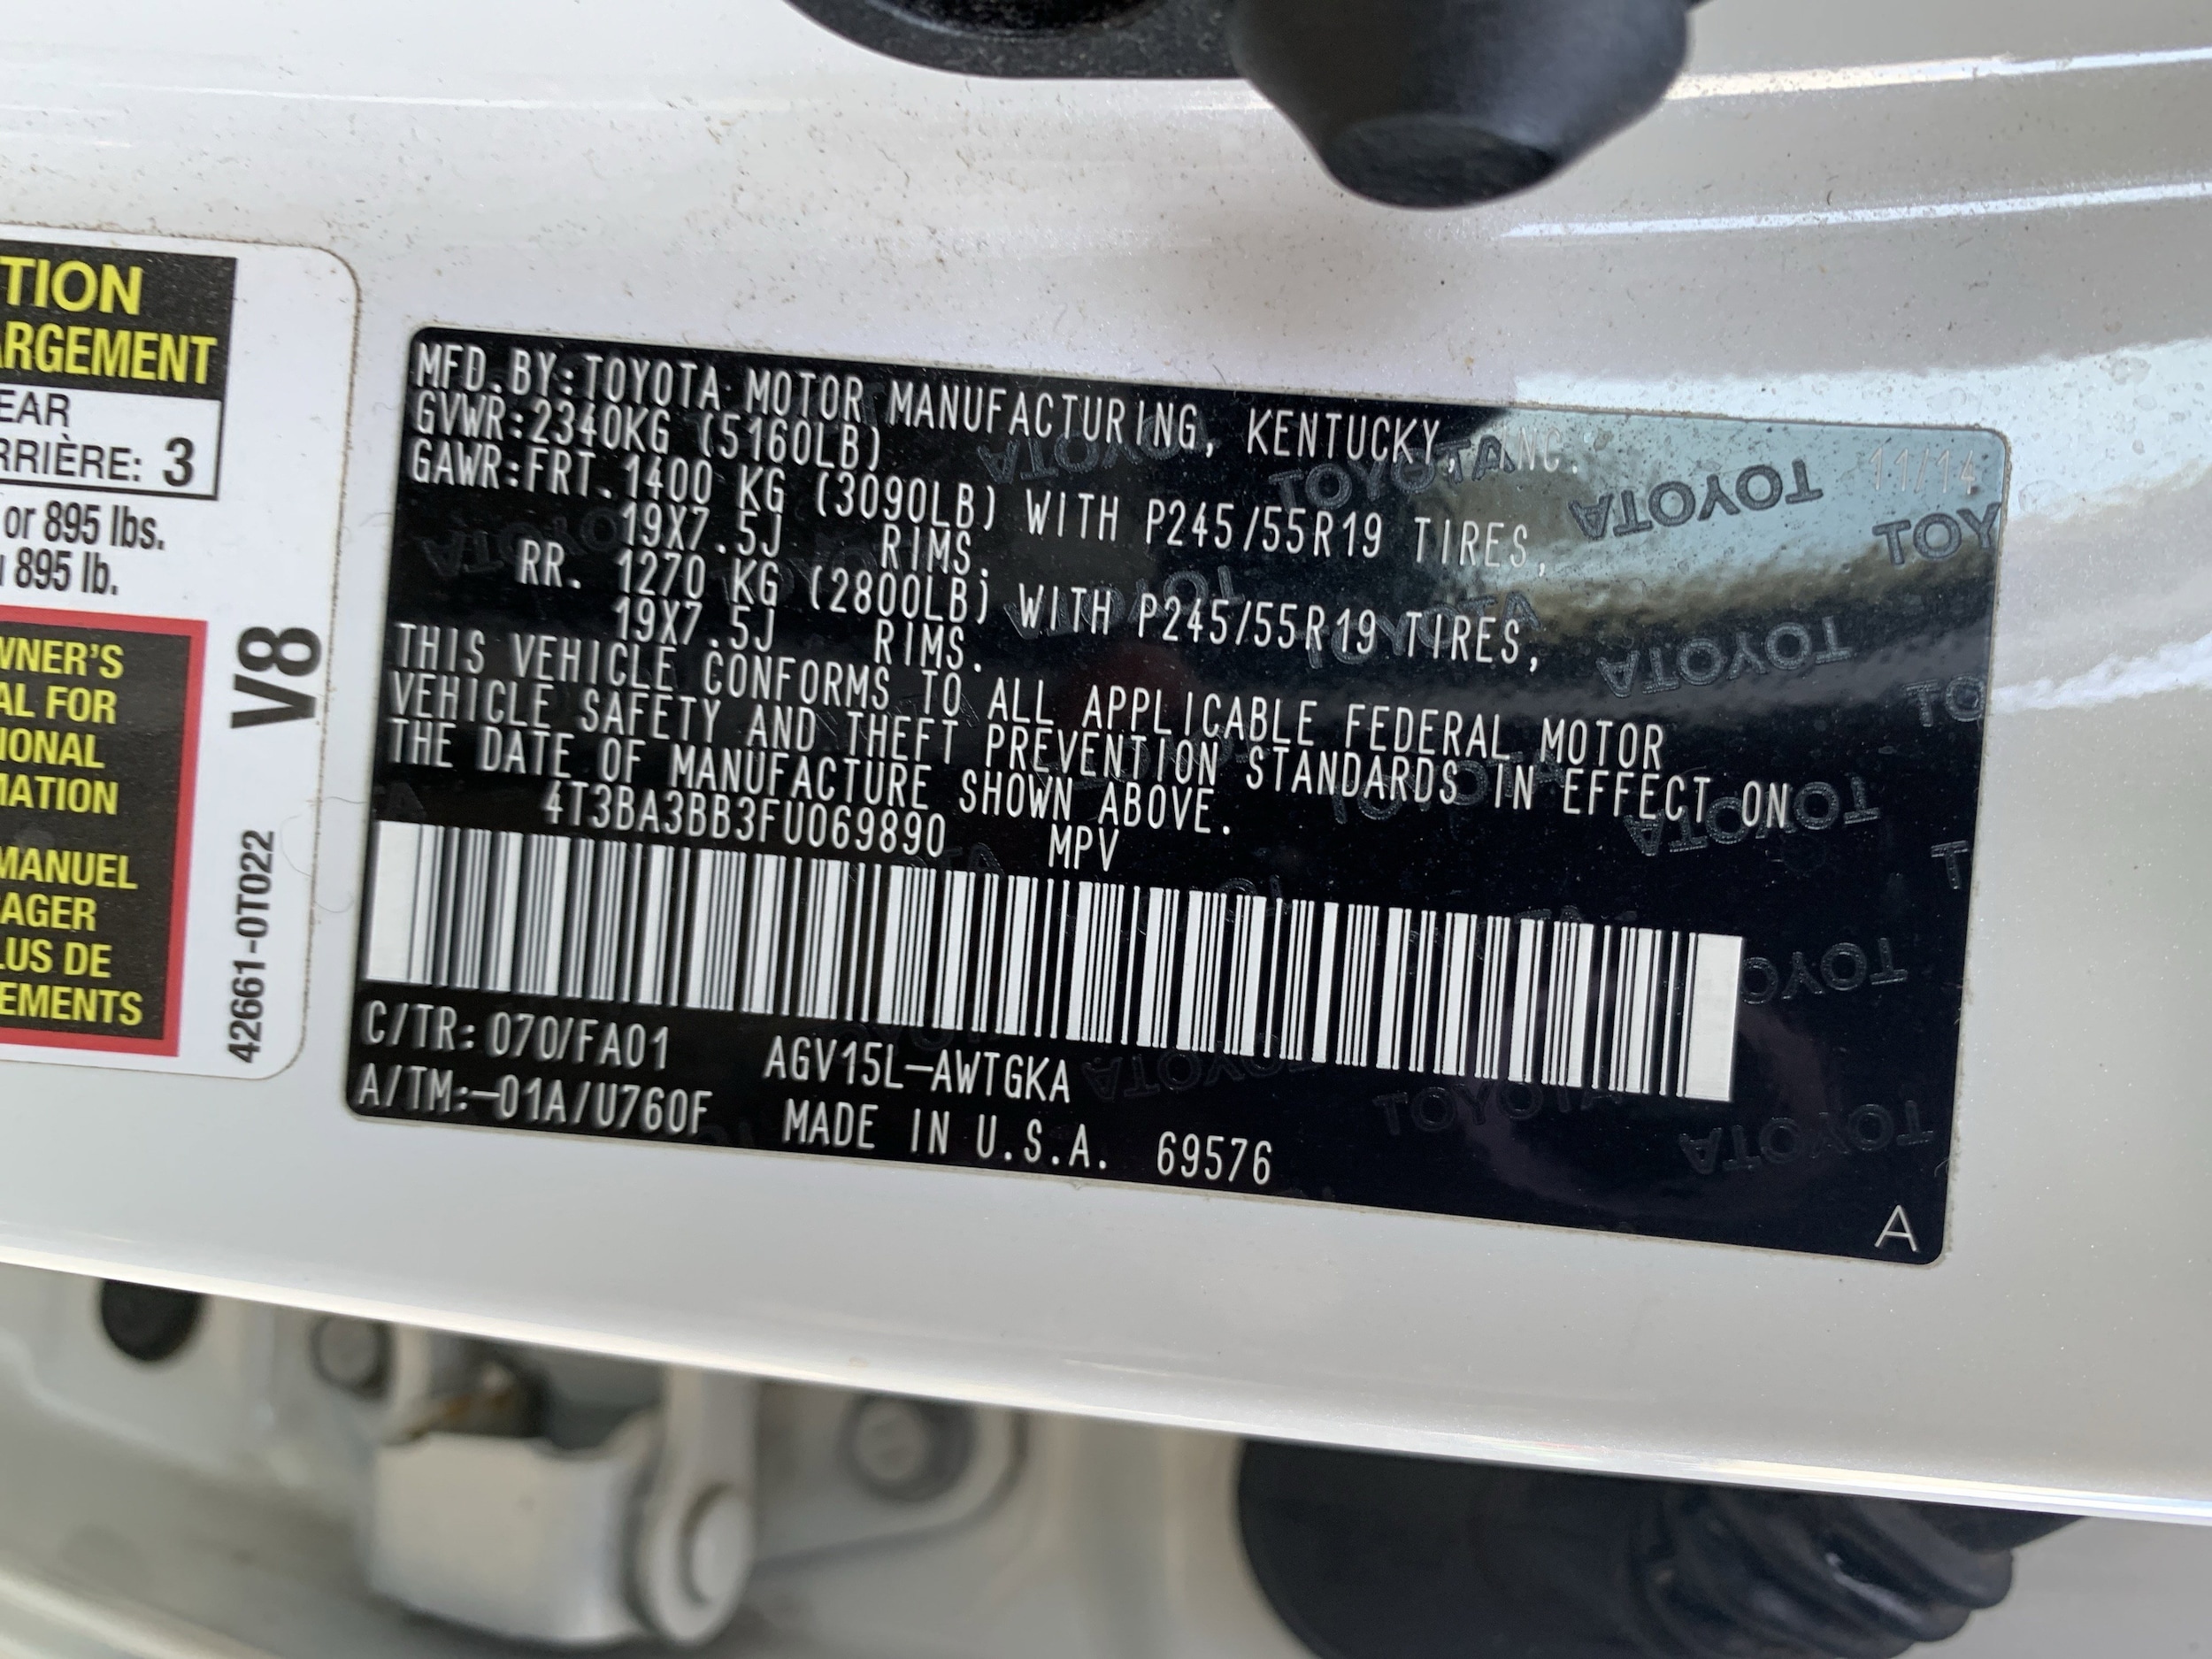 TION
ARGEMENT
EAR
RRIÈRE: 3
or 895 lbs.
895 lb.
WNER'S
AL FOR
IONAL
MATION
MANUEL
AGER
LUS DE
EMENTS
V8
42661-0T022
MFD.BY:TOYOTA MOTOR MANUFACTURING, KENTUCKY, INC. 11/14
GVWR:2340KG (5160LB)
GAWR:FRT.1400 KG (3090LB) WITH P245/55R19 TIRES,
19X7.5J RIMS.
RR. 1270 KG (2800LB) WITH P245/55R19 TIRES,
19X7.5J RIMS.
THIS VEHICLE CONFORMS TO ALL APPLICABLE FEDERAL MOTOR
VEHICLE SAFETY AND THEFT PREVENTION STANDARDS IN EFFECT ON
THE DATE OF MANUFACTURE SHOWN ABOVE.
4T3BA3BB3FU069890 MPV
C/TR: 070/FA01 AGV15L-AWTGKA
A/TM:-01A/U760F MADE IN U.S.A. 69576
A